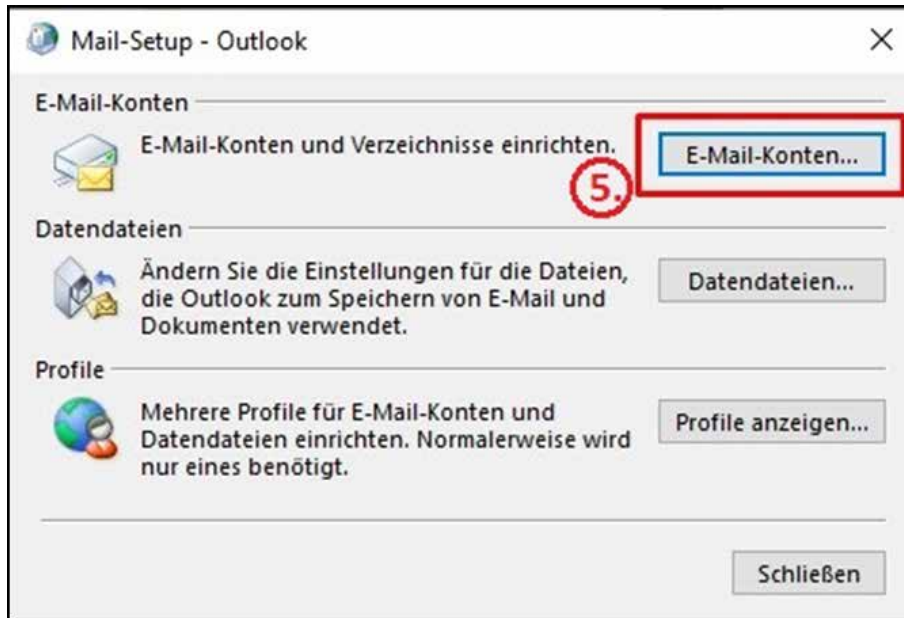 Mail-Setup - Outlook
E-Mail-Konten
E-Mail-Konten und Verzeichnisse einrichten.
E-Mail-Konten...
5.
Datendateien
Ändern Sie die Einstellungen für die Dateien,
die Outlook zum Speichern von E-Mail und
Dokumenten verwendet.
Datendateien...
Profile
Mehrere Profile für E-Mail-Konten und
Datendateien einrichten. Normalerweise wird
nur eines benötigt.
Profile anzeigen...
Schließen